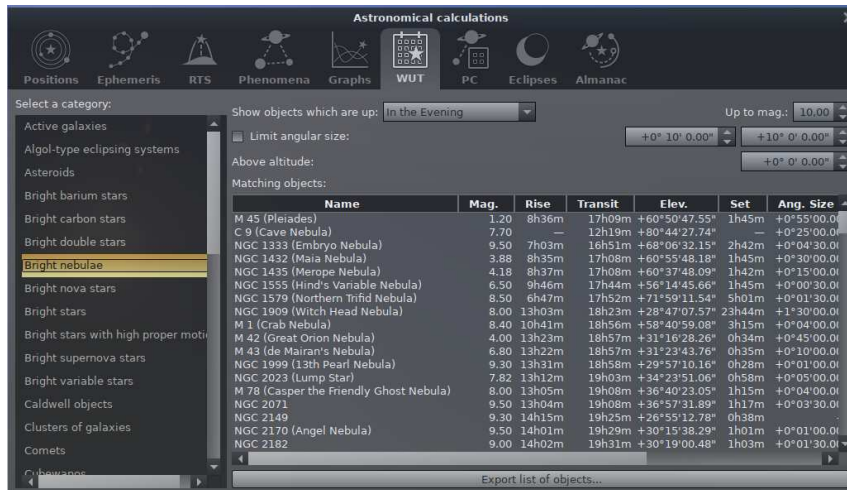 Astronomical calculations
Positions Ephemeris RTS Phenomena Graphs WUT PC Eclipses Almanac
Select a category:
Active galaxies
Algol-type eclipsing systems
Asteroids
Bright barium stars
Bright carbon stars
Bright double stars
Bright nebulae
Bright nova stars
Bright stars
Bright stars with high proper moti
Bright supernova stars
Bright variable stars
Caldwell objects
Clusters of galaxies
Comets
Cubewanos
Show objects which are up: In the Evening Up to mag.: 10.00
Limit angular size: +0° 10' 0.00" +10° 0' 0.00"
Above altitude: +0° 0' 0.00"
Matching objects:
Name Mag. Rise Transit Elev. Set Ang. Size
M 45 (Pleiades) 1.20 8h36m 17h09m +60°50'47.55" 1h45m +0°55'00.0
C 9 (Cave Nebula) 7.70 — 12h19m +80°44'27.74" — +0°25'00.0
NGC 1333 (Embryo Nebula) 9.50 7h03m 16h51m +68°06'32.15" 2h42m +0°04'30.0
NGC 1432 (Maia Nebula) 3.88 8h35m 17h08m +60°55'48.18" 1h45m +0°30'00.0
NGC 1435 (Merope Nebula) 4.18 8h37m 17h08m +60°37'48.09" 1h42m +0°15'00.0
NGC 1555 (Hind's Variable Nebula) 6.50 9h46m 17h44m +56°14'45.66" 1h45m +0°00'30.0
NGC 1579 (Northern Trifid Nebula) 8.50 6h47m 17h52m +71°59'11.54" 5h01m +0°01'30.0
NGC 1909 (Witch Head Nebula) 8.00 13h03m 18h23m +28°47'07.57" 23h44m +1°30'00.0
M 1 (Crab Nebula) 8.40 10h41m 18h56m +58°40'59.08" 3h15m +0°04'00.0
M 42 (Great Orion Nebula) 4.00 13h23m 18h57m +31°16'28.26" 0h34m +0°45'00.0
M 43 (de Mairan's Nebula) 6.80 13h22m 18h57m +31°23'43.76" 0h35m +0°10'00.0
NGC 1999 (13th Pearl Nebula) 9.30 13h31m 18h58m +29°57'10.16" 0h28m +0°01'00.0
NGC 2023 (Lump Star) 7.82 13h12m 19h03m +34°23'51.06" 0h58m +0°05'00.0
M 78 (Casper the Friendly Ghost Nebula) 8.00 13h05m 19h08m +36°40'23.05" 1h15m +0°04'00.0
NGC 2071 9.50 13h04m 19h08m +36°57'31.89" 1h17m +0°03'30.0
NGC 2149 9.30 14h15m 19h25m +26°55'12.78" 0h38m
NGC 2170 (Angel Nebula) 9.50 14h01m 19h29m +30°15'38.29" 1h01m +0°01'00.0
NGC 2182 9.00 14h02m 19h31m +30°19'00.48" 1h03m +0°01'30.0
Export list of objects...